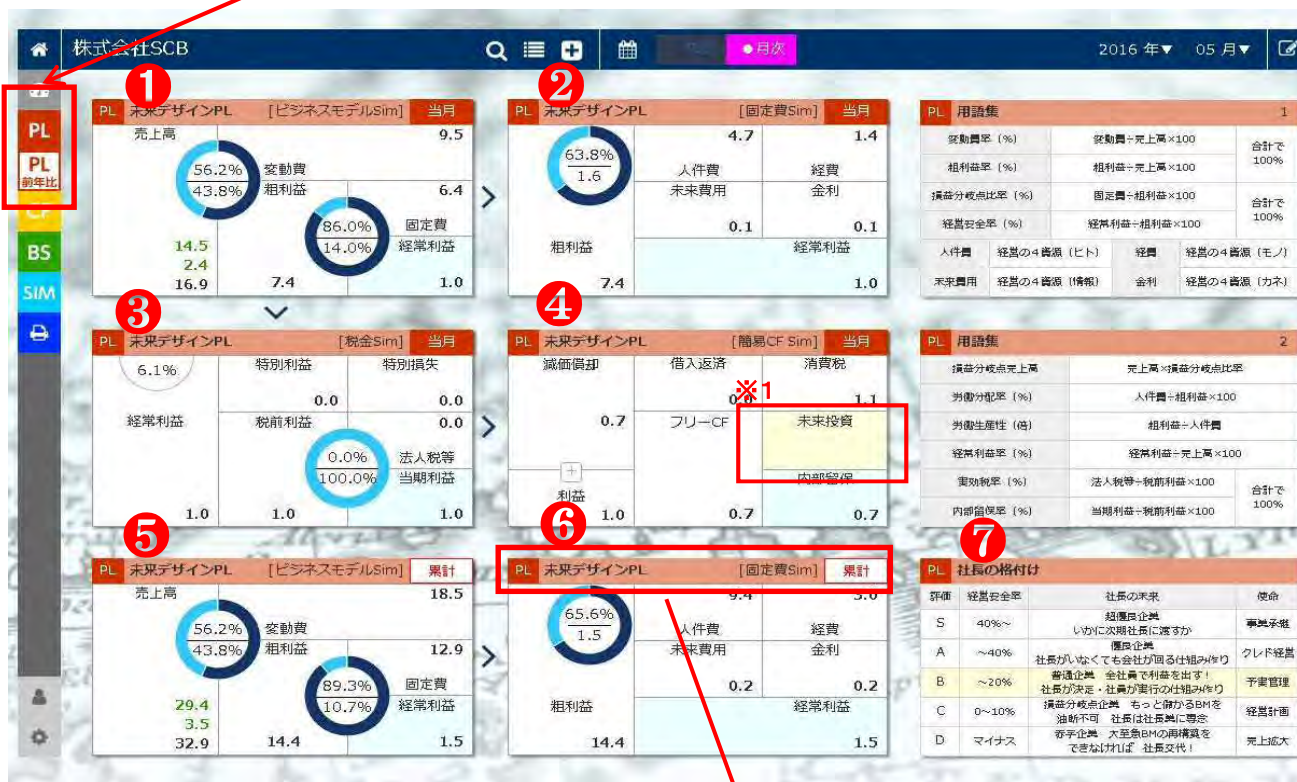 株式会社SCB
●月次
2016 年▼ 05 月▼
PL
PL
前年比
CF
BS
SIM
❶
PL 未来デザインPL [ビジネスモデルSim] 当月
売上高
9.5
56.2%
43.8%
変動費
粗利益
6.4
86.0%
14.0%
固定費
経常利益
14.5
2.4
16.9
7.4
1.0
❷
PL 未来デザインPL [固定費Sim] 当月
63.8%
1.6
4.7
1.4
人件費
経費
未来費用
金利
0.1
0.1
粗利益
経常利益
7.4
1.0
PL 用語集 1
変動費率（%） 変動費÷売上高×100
合計で
100%
粗利益率（%） 粗利益÷売上高×100
損益分岐点比率（%） 固定費÷粗利益×100
合計で
100%
経営安全率（%） 経常利益÷粗利益×100
人件費 経営の4資源（ヒト） 経費 経営の4資源（モノ）
未来費用 経営の4資源（情報） 金利 経営の4資源（カネ）
❸
PL 未来デザインPL [税金Sim] 当月
6.1%
特別利益
特別損失
0.0
0.0
経常利益
税前利益
0.0
0.0%
100.0%
法人税等
当期利益
1.0
1.0
1.0
❹
PL 未来デザインPL [簡易CF Sim] 当月
減価償却
借入返済
消費税
※1
0.0
1.1
0.7
フリーCF
未来投資
+
利益
内部留保
1.0
0.7
0.7
PL 用語集 2
損益分岐点売上高 売上高×損益分岐点比率
労働分配率（%） 人件費÷粗利益×100
労働生産性（倍） 粗利益÷人件費
経常利益率（%） 経常利益÷売上高×100
実効税率（%） 法人税等÷税前利益×100
合計で
100%
内部留保率（%） 当期利益÷税前利益×100
❺
PL 未来デザインPL [ビジネスモデルSim] 累計
売上高
18.5
56.2%
43.8%
変動費
粗利益
12.9
89.3%
10.7%
固定費
経常利益
29.4
3.5
32.9
14.4
1.5
❻
PL 未来デザインPL [固定費Sim] 累計
65.6%
1.5
9.4
3.0
人件費
経費
未来費用
金利
0.2
0.2
粗利益
経常利益
14.4
1.5
❼
PL 社長の格付け
評価 経営安全率 社長の未来 使命
S 40%～ 超優良企業
いかに次期社長に渡すか 事業承継
A ～40% 優良企業
社長がいなくても会社が回る仕組み作り クレド経営
B ～20% 普通企業 全社員で利益を出す！
社長が決定・社員が実行の仕組み作り 予実管理
C 0～10% 損益分岐点企業 もっと儲かるBMを
油断不可 社長は社長業に専念 経営計画
D マイナス 赤字企業 大至急BMの再構築を
できなければ 社長交代！ 売上拡大